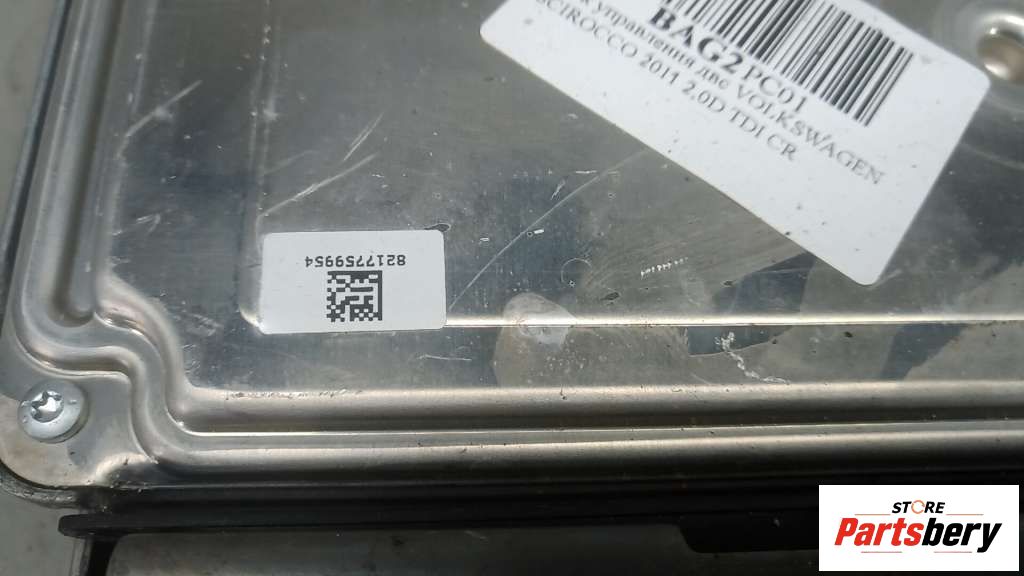 BAG2PC01
управления двс VOLKSWAGEN
SCIROCCO 2011 2.0D TDI CR
8217759954
STORE
Partsbery